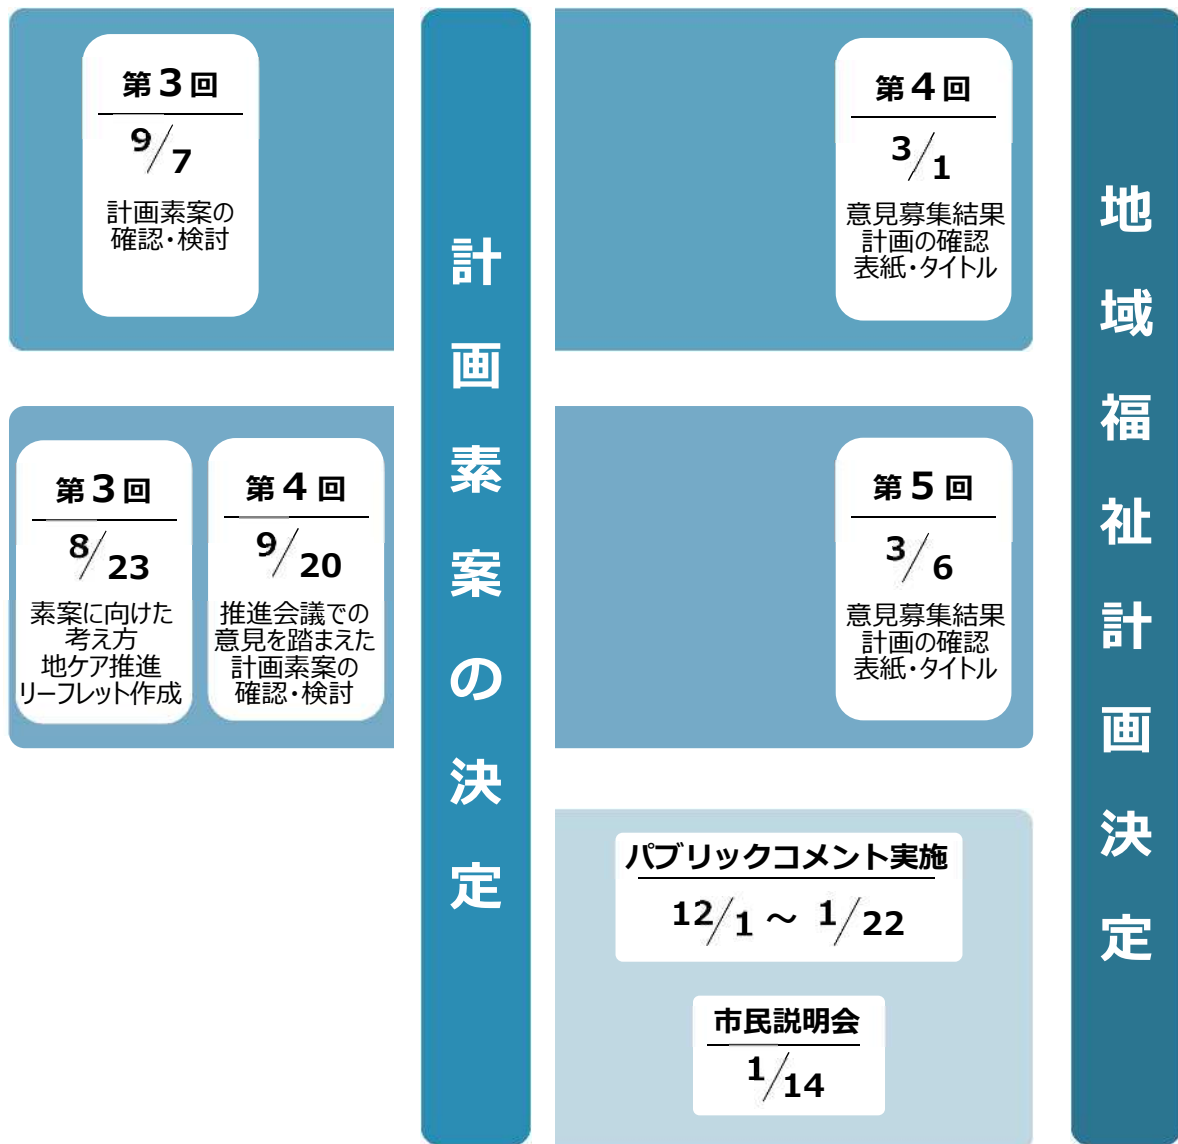 第3回
9/7
計画素案の
確認・検討
第3回
8/23
素案に向けた
考え方
地ケア推進
リーフレット作成
第4回
9/20
推進会議での
意見を踏まえた
計画素案の
確認・検討
計画素案の決定
第4回
3/1
意見募集結果
計画の確認
表紙・タイトル
第5回
3/6
意見募集結果
計画の確認
表紙・タイトル
パブリックコメント実施
12/1 ～ 1/22
市民説明会
1/14
地域福祉計画決定